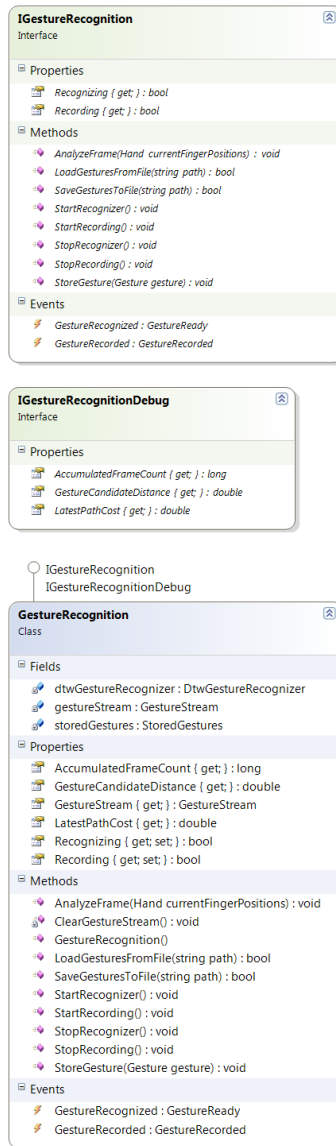 IGestureRecognition
Interface
Properties
Recognizing { get; } : bool
Recording { get; } : bool
Methods
AnalyzeFrame(Hand currentFingerPositions) : void
LoadGesturesFromFile(string path) : bool
SaveGesturesToFile(string path) : bool
StartRecognizer() : void
StartRecording() : void
StopRecognizer() : void
StopRecording() : void
StoreGesture(Gesture gesture) : void
Events
GestureRecognized : GestureReady
GestureRecorded : GestureRecorded
IGestureRecognitionDebug
Interface
Properties
AccumulatedFrameCount { get; } : long
GestureCandidateDistance { get; } : double
LatestPathCost { get; } : double
IGestureRecognition
IGestureRecognitionDebug
GestureRecognition
Class
Fields
dtwGestureRecognizer : DtwGestureRecognizer
gestureStream : GestureStream
storedGestures : StoredGestures
Properties
AccumulatedFrameCount { get; } : long
GestureCandidateDistance { get; } : double
GestureStream { get; } : GestureStream
LatestPathCost { get; } : double
Recognizing { get; set; } : bool
Recording { get; set; } : bool
Methods
AnalyzeFrame(Hand currentFingerPositions) : void
ClearGestureStream() : void
GestureRecognition()
LoadGesturesFromFile(string path) : bool
SaveGesturesToFile(string path) : bool
StartRecognizer() : void
StartRecording() : void
StopRecognizer() : void
StopRecording() : void
StoreGesture(Gesture gesture) : void
Events
GestureRecognized : GestureReady
GestureRecorded : GestureRecorded